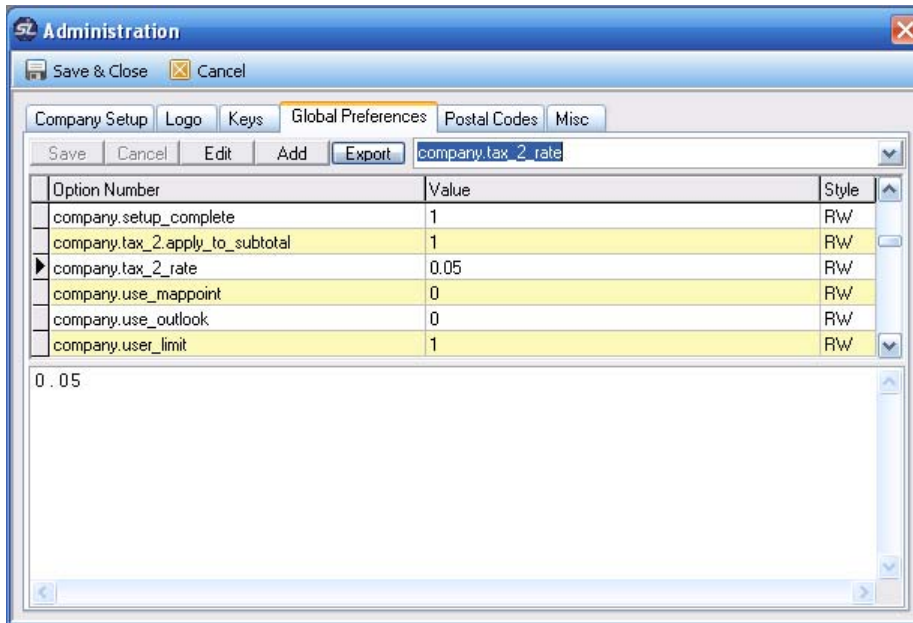 SL Administration
Save & Close Cancel
Company Setup Logo Keys Global Preferences Postal Codes Misc
Save Cancel Edit Add Export company.tax_2_rate
Option Number Value Style
company.setup_complete 1 RW
company.tax_2.apply_to_subtotal 1 RW
company.tax_2_rate 0.05 RW
company.use_mappoint 0 RW
company.use_outlook 0 RW
company.user_limit 1 RW
0.05